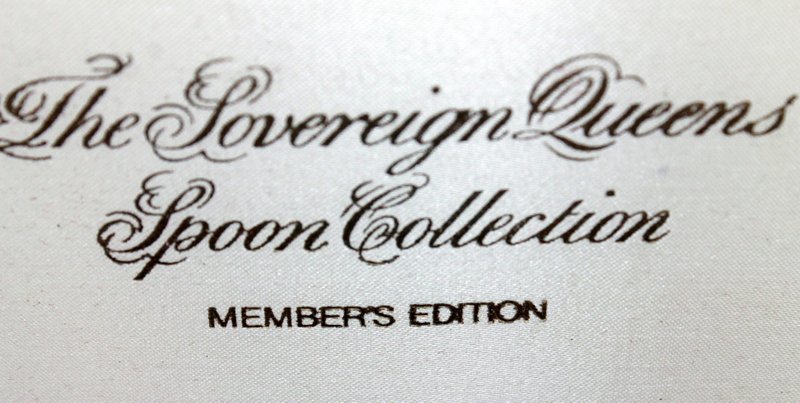 The Sovereign Queens
Spoon Collection
MEMBER'S EDITION